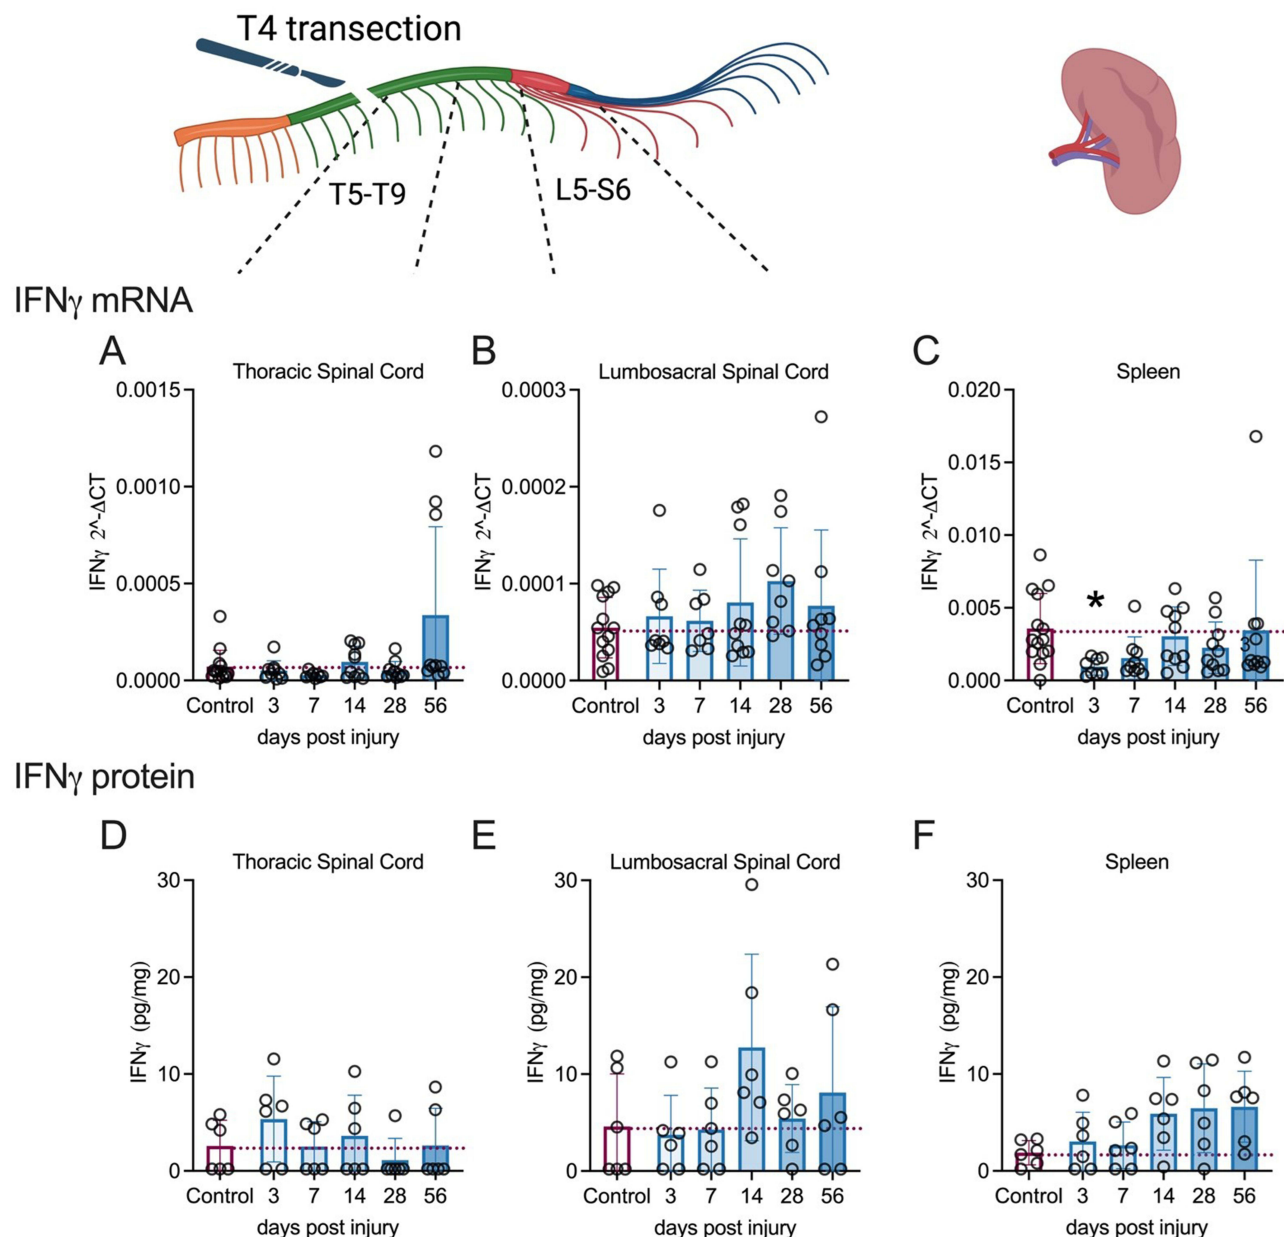 T4 transection
T5-T9
L5-S6
IFNγ mRNA
A
Thoracic Spinal Cord
IFNγ 2^-ΔCT
0.0015
0.0010
0.0005
0.0000
Control 3 7 14 28 56
days post injury
B
Lumbosacral Spinal Cord
IFNγ 2^-ΔCT
0.0003
0.0002
0.0001
0.0000
Control 3 7 14 28 56
days post injury
C
Spleen
IFNγ 2^-ΔCT
0.020
0.015
0.010
0.005
0.000
*
3
Control 3 7 14 28 56
days post injury
IFNγ protein
D
Thoracic Spinal Cord
IFNγ (pg/mg)
30
20
10
0
Control 3 7 14 28 56
days post injury
E
Lumbosacral Spinal Cord
IFNγ (pg/mg)
30
20
10
0
Control 3 7 14 28 56
days post injury
F
Spleen
IFNγ (pg/mg)
30
20
10
0
Control 3 7 14 28 56
days post injury